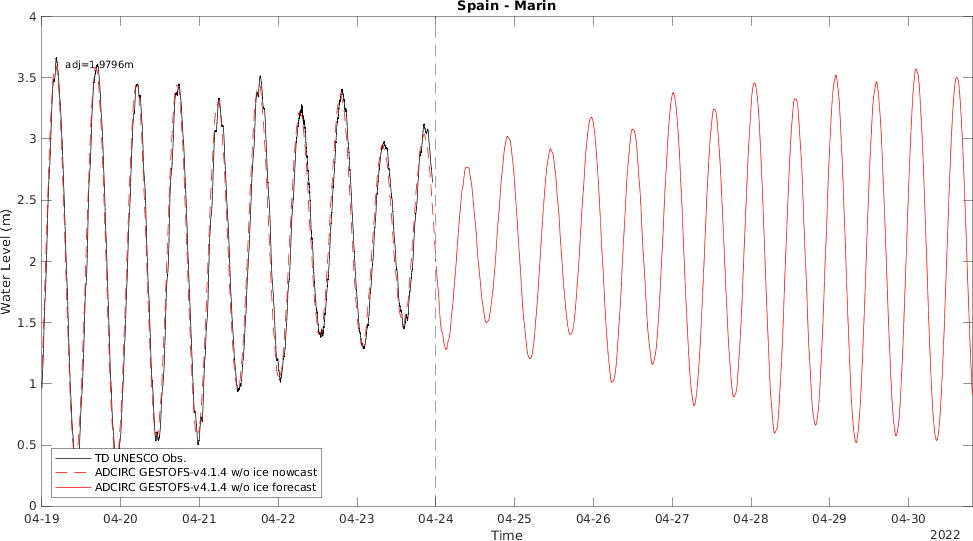 Spain - Marin
adj=1.9796m
4
3.5
3
2.5
2
1.5
1
0.5
0
Water Level (m)
TD UNESCO Obs.
ADCIRC GESTOFS-v4.1.4 w/o ice nowcast
ADCIRC GESTOFS-v4.1.4 w/o ice forecast
04-19 04-20 04-21 04-22 04-23 04-24 04-25 04-26 04-27 04-28 04-29 04-30
Time
2022